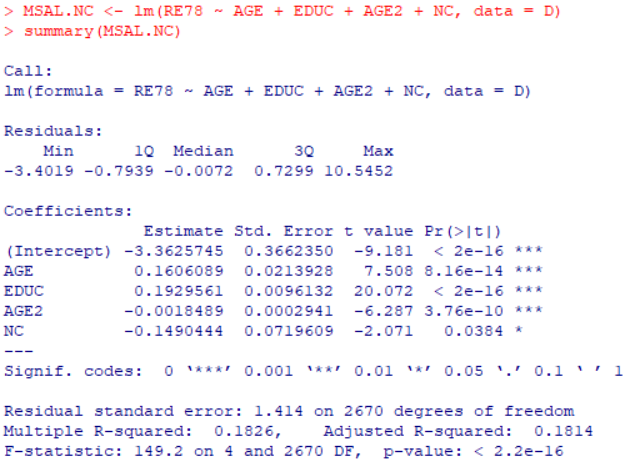 > MSAL.NC <- lm(RE78 ~ AGE + EDUC + AGE2 + NC, data = D)
> summary(MSAL.NC)
Call:
lm(formula = RE78 ~ AGE + EDUC + AGE2 + NC, data = D)
Residuals:
    Min      1Q  Median      3Q     Max
-3.4019 -0.7939 -0.0072  0.7299 10.5452
Coefficients:
              Estimate Std. Error t value Pr(>|t|)
(Intercept) -3.3625745  0.3662350  -9.181  < 2e-16 ***
AGE          0.1606089  0.0213928   7.508 8.16e-14 ***
EDUC         0.1929561  0.0096132  20.072  < 2e-16 ***
AGE2        -0.0018489  0.0002941  -6.287 3.76e-10 ***
NC          -0.1490444  0.0719609  -2.071   0.0384 *
---
Signif. codes:  0 ‘***’ 0.001 ‘**’ 0.01 ‘*’ 0.05 ‘.’ 0.1 ‘ ’ 1
Residual standard error: 1.414 on 2670 degrees of freedom
Multiple R-squared:  0.1826,    Adjusted R-squared:  0.1814
F-statistic: 149.2 on 4 and 2670 DF,  p-value: < 2.2e-16